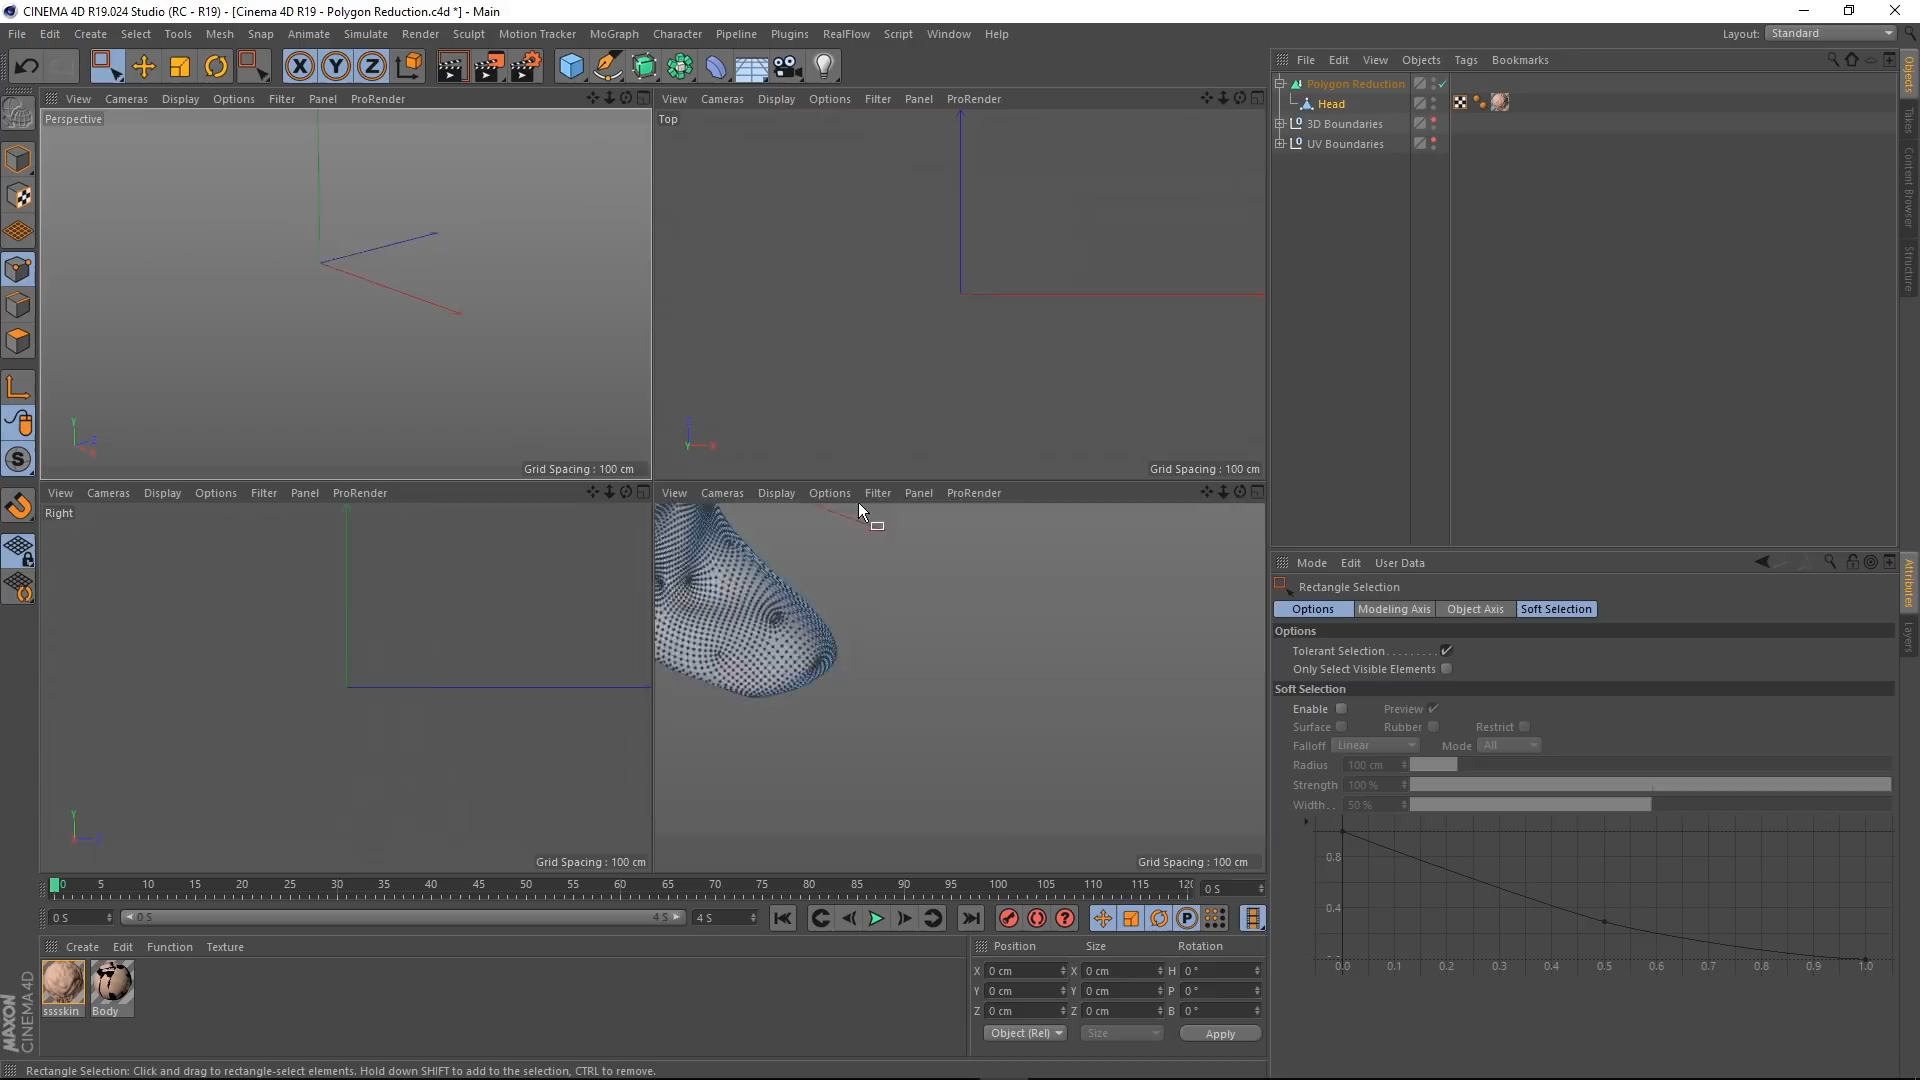 CINEMA 4D R19.024 Studio (RC - R19) - [Cinema 4D R19 - Polygon Reduction.c4d *] - Main
File Edit Create Select Tools Mesh Snap Animate Simulate Render Sculpt Motion Tracker MoGraph Character Pipeline Plugins RealFlow Script Window Help
Layout: Standard
File Edit View Objects Tags Bookmarks
Polygon Reduction
Head
3D Boundaries
UV Boundaries
Objects
Takes
Content Browser
Structure
View Cameras Display Options Filter Panel ProRender
Perspective
Grid Spacing : 100 cm
Y
Z
X
View Cameras Display Options Filter Panel ProRender
Top
Grid Spacing : 100 cm
Z
Y
X
View Cameras Display Options Filter Panel ProRender
Right
Grid Spacing : 100 cm
Y
View Cameras Display Options Filter Panel ProRender
Grid Spacing : 100 cm
Mode Edit User Data
Rectangle Selection
Options Modeling Axis Object Axis Soft Selection
Options
Tolerant Selection
Only Select Visible Elements
Soft Selection
Enable Preview
Surface Rubber Restrict
Falloff Linear Mode All
Radius 100 cm
Strength 100 %
Width. . 50 %
0.8
0.4
0.0 0.1 0.2 0.3 0.4 0.5 0.6 0.7 0.8 0.9 1.0
Attributes
Layers
0 5 10 15 20 25 30 35 40 45 50 55 60 65 70 75 80 85 90 95 100 105 110 115 120
0 S
0 S 0 S 4 S 4 S
Create Edit Function Texture
sssskin
Body
Position Size Rotation
X 0 cm X 0 cm H 0 °
Y 0 cm Y 0 cm P 0 °
Z 0 cm Z 0 cm B 0 °
Object (Rel) Size Apply
MAXON
CINEMA 4D
Rectangle Selection: Click and drag to rectangle-select elements. Hold down SHIFT to add to the selection, CTRL to remove.